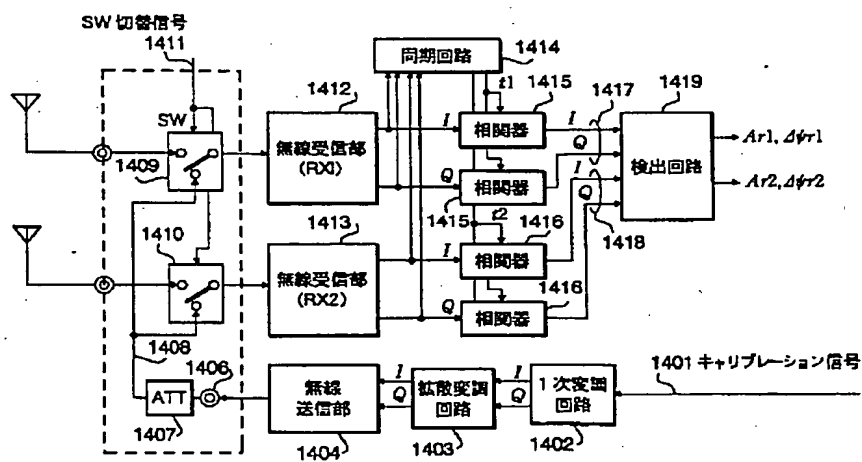 SW 切替信号
1411
同期回路
1414
1412
t1
1415
1417
1419
SW
I
I
無線受信部
(RX1)
相関器
Q
検出回路
Ar1, Δψr1
1409
Q
相関器
I
Ar2, Δψr2
1415
Q
1410
1413
t2
1416
1418
無線受信部
(RX2)
I
相関器
1416
Q
相関器
1408
1406
1401 キャリブレーション信号
ATT
無線
送信部
I
Q
拡散変調
回路
I
Q
1次変調
回路
1407
1404
1403
1402